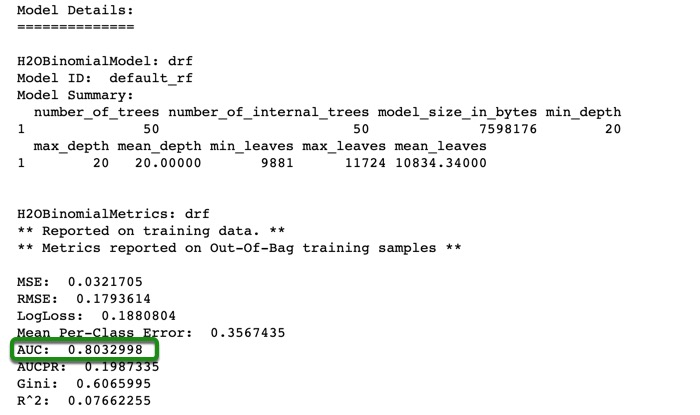 Model Details:
==============
H2OBinomialModel: drf
Model ID:  default_rf
Model Summary:
  number_of_trees number_of_internal_trees model_size_in_bytes min_depth
1              50                       50             7598176        20
  max_depth mean_depth min_leaves max_leaves mean_leaves
1        20   20.00000       9881      11724 10834.34000
H2OBinomialMetrics: drf
** Reported on training data. **
** Metrics reported on Out-Of-Bag training samples **
MSE:  0.0321705
RMSE:  0.1793614
LogLoss:  0.1880804
Mean Per-Class Error:  0.3567435
AUC:  0.8032998
AUCPR:  0.1987335
Gini:  0.6065995
R^2:  0.07662255